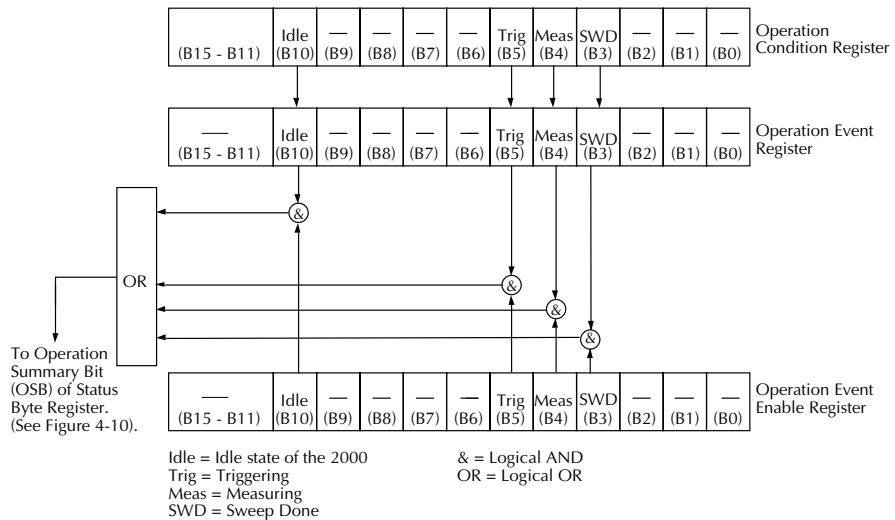 Idle Trig Meas SWD
(B15 - B11) (B10) (B9) (B8) (B7) (B6) (B5) (B4) (B3) (B2) (B1) (B0)
Operation
Condition Register
Idle Trig Meas SWD
(B15 - B11) (B10) (B9) (B8) (B7) (B6) (B5) (B4) (B3) (B2) (B1) (B0)
Operation Event
Register
&
OR
&
&
&
To Operation
Summary Bit
(OSB) of Status
Byte Register.
(See Figure 4-10).
Idle Trig Meas SWD
(B15 - B11) (B10) (B9) (B8) (B7) (B6) (B5) (B4) (B3) (B2) (B1) (B0)
Operation Event
Enable Register
Idle = Idle state of the 2000
Trig = Triggering
Meas = Measuring
SWD = Sweep Done
& = Logical AND
OR = Logical OR